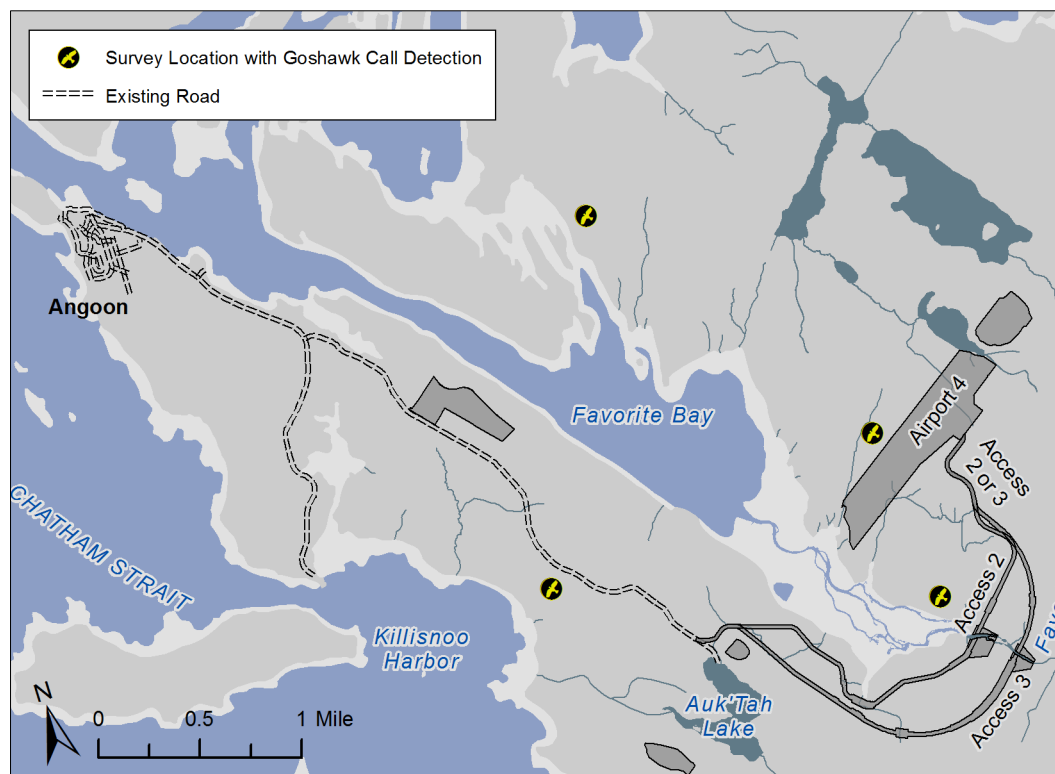 Survey Location with Goshawk Call Detection
Existing Road
Angoon
Favorite Bay
Airport 4
Access
2 or 3
CHATHAM STRAIT
Access 2
Killisnoo
Harbor
Auk'Tah
Lake
Access 3
N
0 0.5 1 Mile